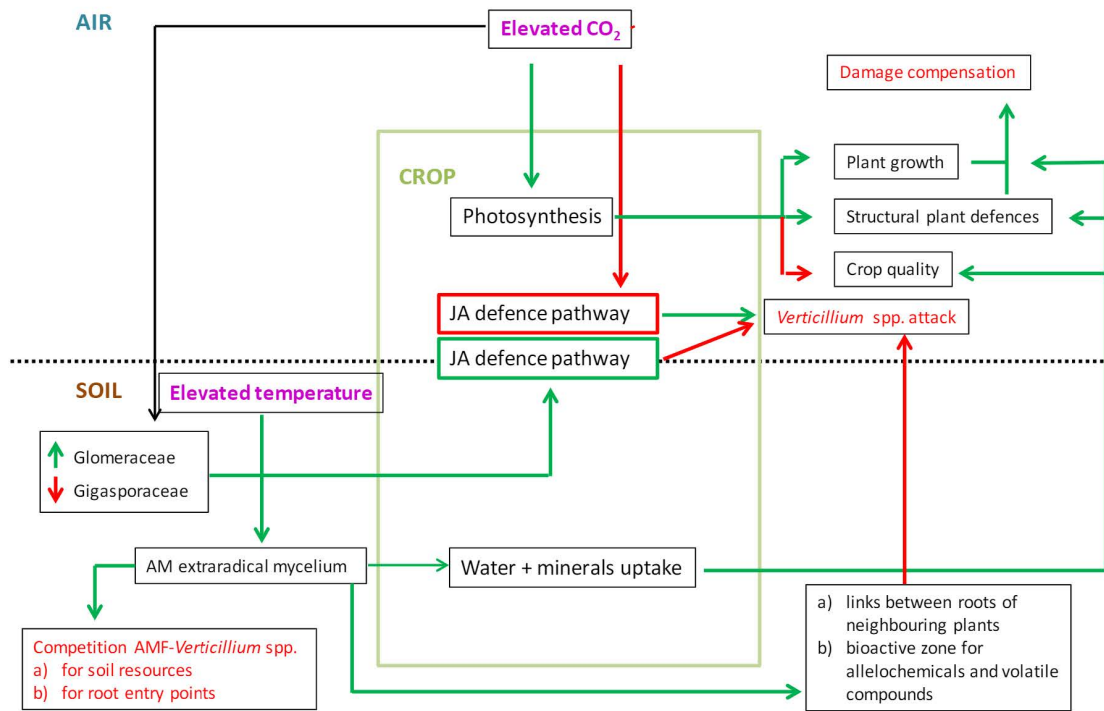 AIR
Elevated CO₂
Damage compensation
CROP
Plant growth
Photosynthesis
Structural plant defences
Crop quality
JA defence pathway
Verticillium spp. attack
JA defence pathway
SOIL
Elevated temperature
Glomeraceae
Gigasporaceae
AM extraradical mycelium
Water + minerals uptake
a) links between roots of
neighbouring plants
b) bioactive zone for
allelochemicals and volatile
compounds
Competition AMF-Verticillium spp.
a) for soil resources
b) for root entry points